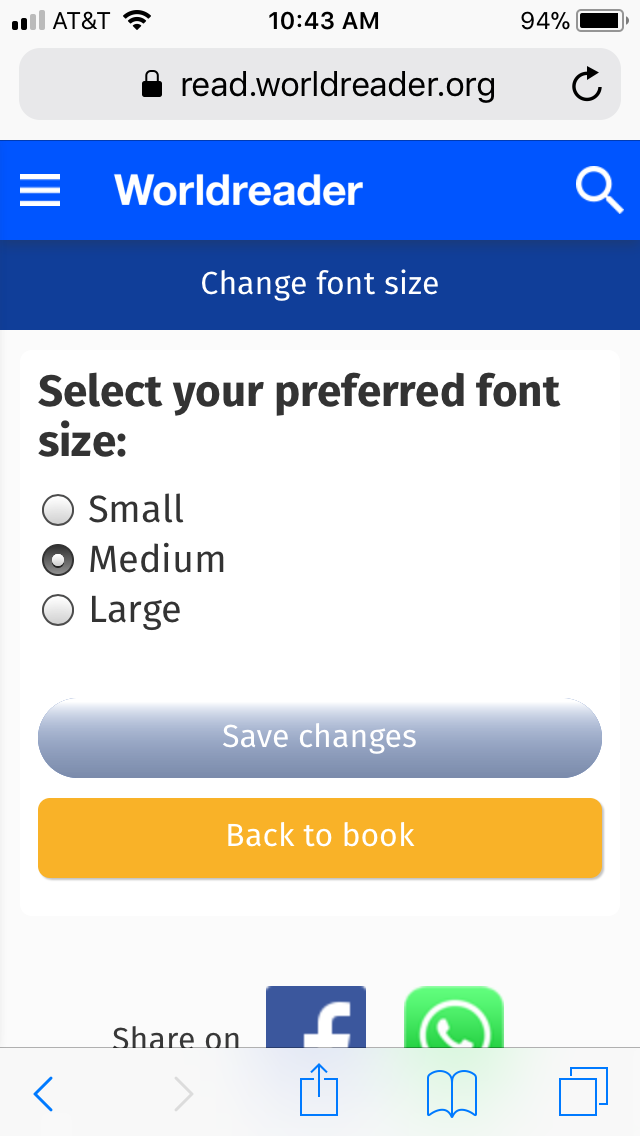 AT&T 10:43 AM 94%
read.worldreader.org
Worldreader
Change font size
Select your preferred font
size:
Small
Medium
Large
Save changes
Back to book
Share on